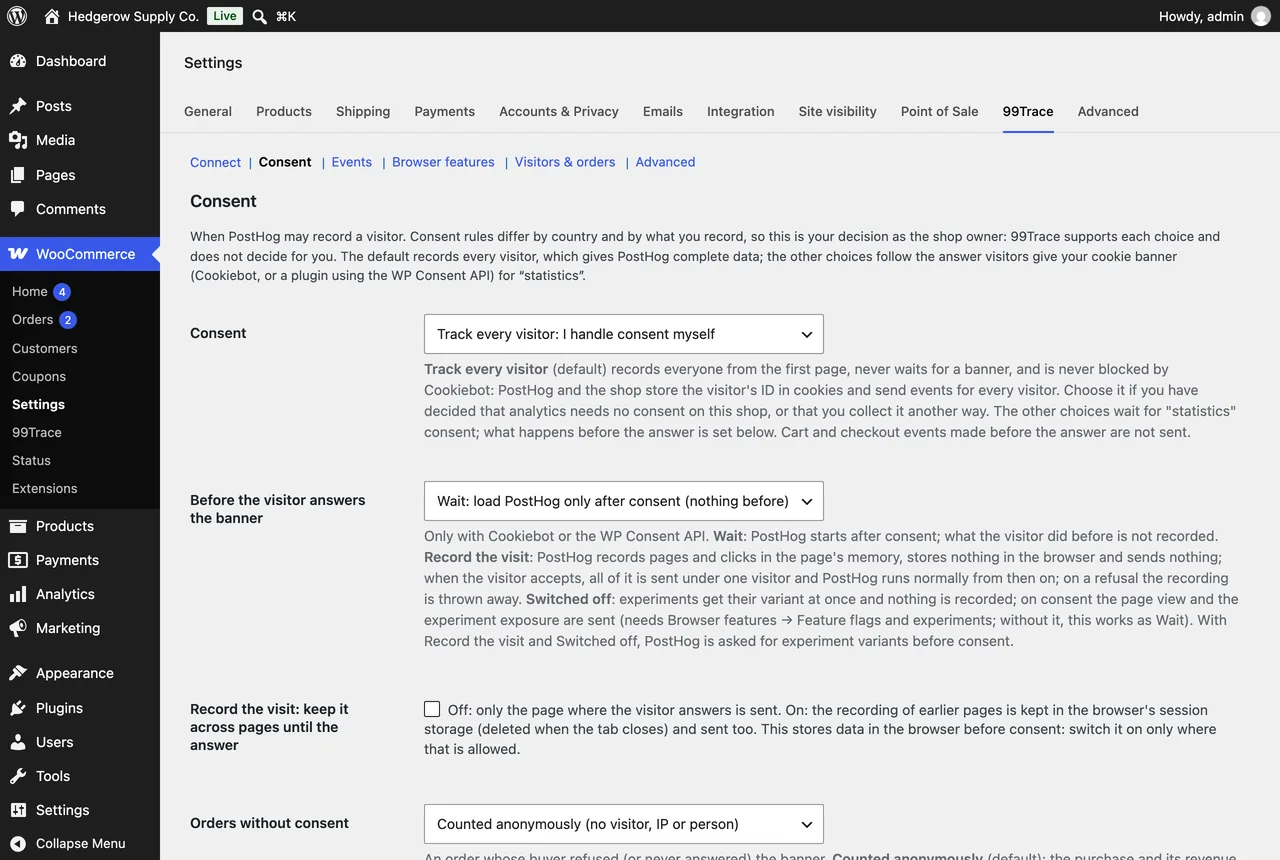 Hedgerow Supply Co. Live ⌘K Howdy, admin
Dashboard
Posts
Media
Pages
Comments
WooCommerce
Home 4
Orders 2
Customers
Coupons
Settings
99Trace
Status
Extensions
Products
Payments
Analytics
Marketing
Appearance
Plugins
Users
Tools
Settings
Collapse Menu
Settings
General Products Shipping Payments Accounts & Privacy Emails Integration Site visibility Point of Sale 99Trace Advanced
Connect | Consent | Events | Browser features | Visitors & orders | Advanced
Consent
When PostHog may record a visitor. Consent rules differ by country and by what you record, so this is your decision as the shop owner: 99Trace supports each choice and
does not decide for you. The default records every visitor, which gives PostHog complete data; the other choices follow the answer visitors give your cookie banner
(Cookiebot, or a plugin using the WP Consent API) for “statistics”.
Consent
Track every visitor: I handle consent myself
Track every visitor (default) records everyone from the first page, never waits for a banner, and is never blocked by
Cookiebot: PostHog and the shop store the visitor's ID in cookies and send events for every visitor. Choose it if you have
decided that analytics needs no consent on this shop, or that you collect it another way. The other choices wait for "statistics"
consent; what happens before the answer is set below. Cart and checkout events made before the answer are not sent.
Before the visitor answers
the banner
Wait: load PostHog only after consent (nothing before)
Only with Cookiebot or the WP Consent API. Wait: PostHog starts after consent; what the visitor did before is not recorded.
Record the visit: PostHog records pages and clicks in the page's memory, stores nothing in the browser and sends nothing;
when the visitor accepts, all of it is sent under one visitor and PostHog runs normally from then on; on a refusal the recording
is thrown away. Switched off: experiments get their variant at once and nothing is recorded; on consent the page view and the
experiment exposure are sent (needs Browser features → Feature flags and experiments; without it, this works as Wait). With
Record the visit and Switched off, PostHog is asked for experiment variants before consent.
Record the visit: keep it
across pages until the
answer
Off: only the page where the visitor answers is sent. On: the recording of earlier pages is kept in the browser's session
storage (deleted when the tab closes) and sent too. This stores data in the browser before consent: switch it on only where
that is allowed.
Orders without consent
Counted anonymously (no visitor, IP or person)
An order whose buyer refused (or never answered) the banner. Counted anonymously (default): the purchase and its revenue